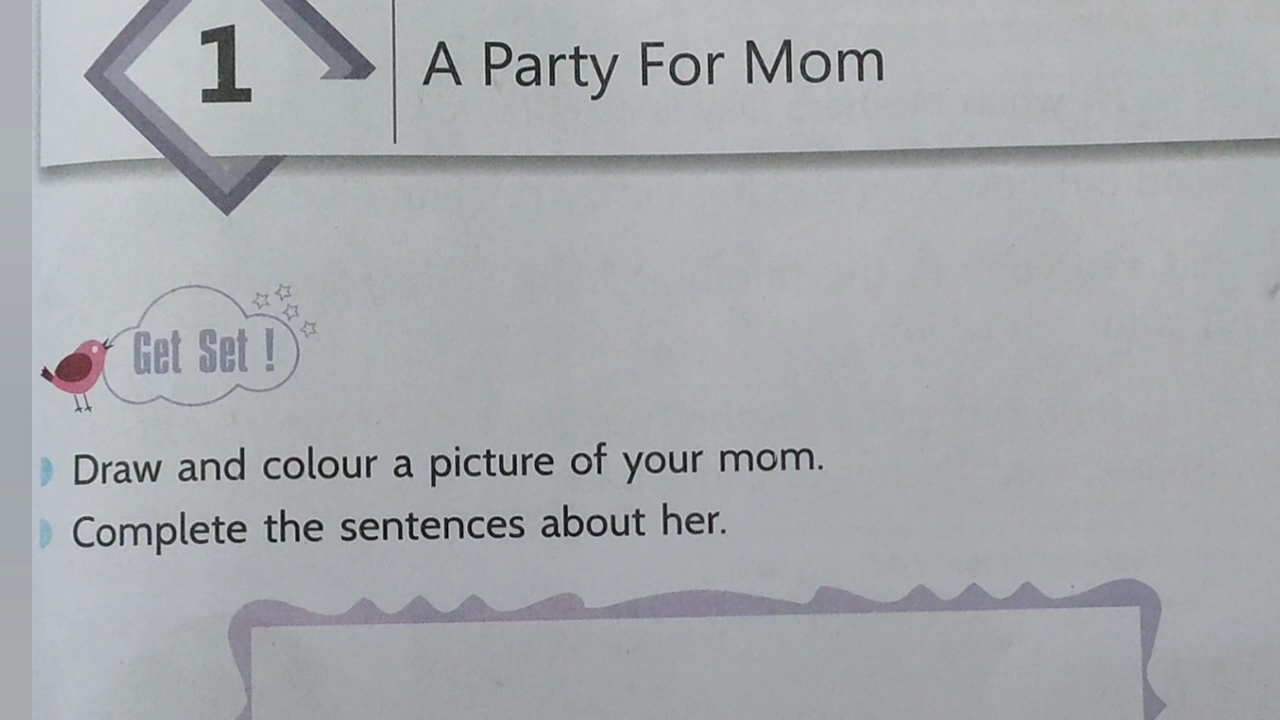 1
A Party For Mom
Get Set !
Draw and colour a picture of your mom.
Complete the sentences about her.